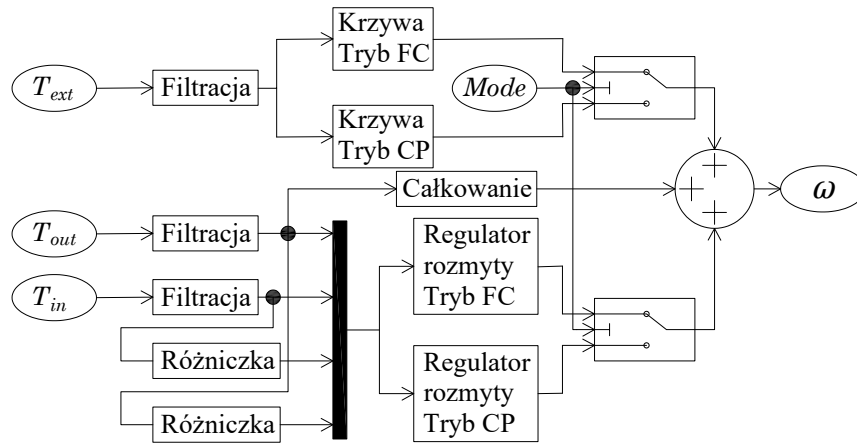 T_ext
Filtracja
Krzywa
Tryb FC
Krzywa
Tryb CP
Mode
T_out
Filtracja
Całkowanie
ω
T_in
Filtracja
Różniczka
Różniczka
Regulator
rozmyty
Tryb FC
Regulator
rozmyty
Tryb CP
+
+
+